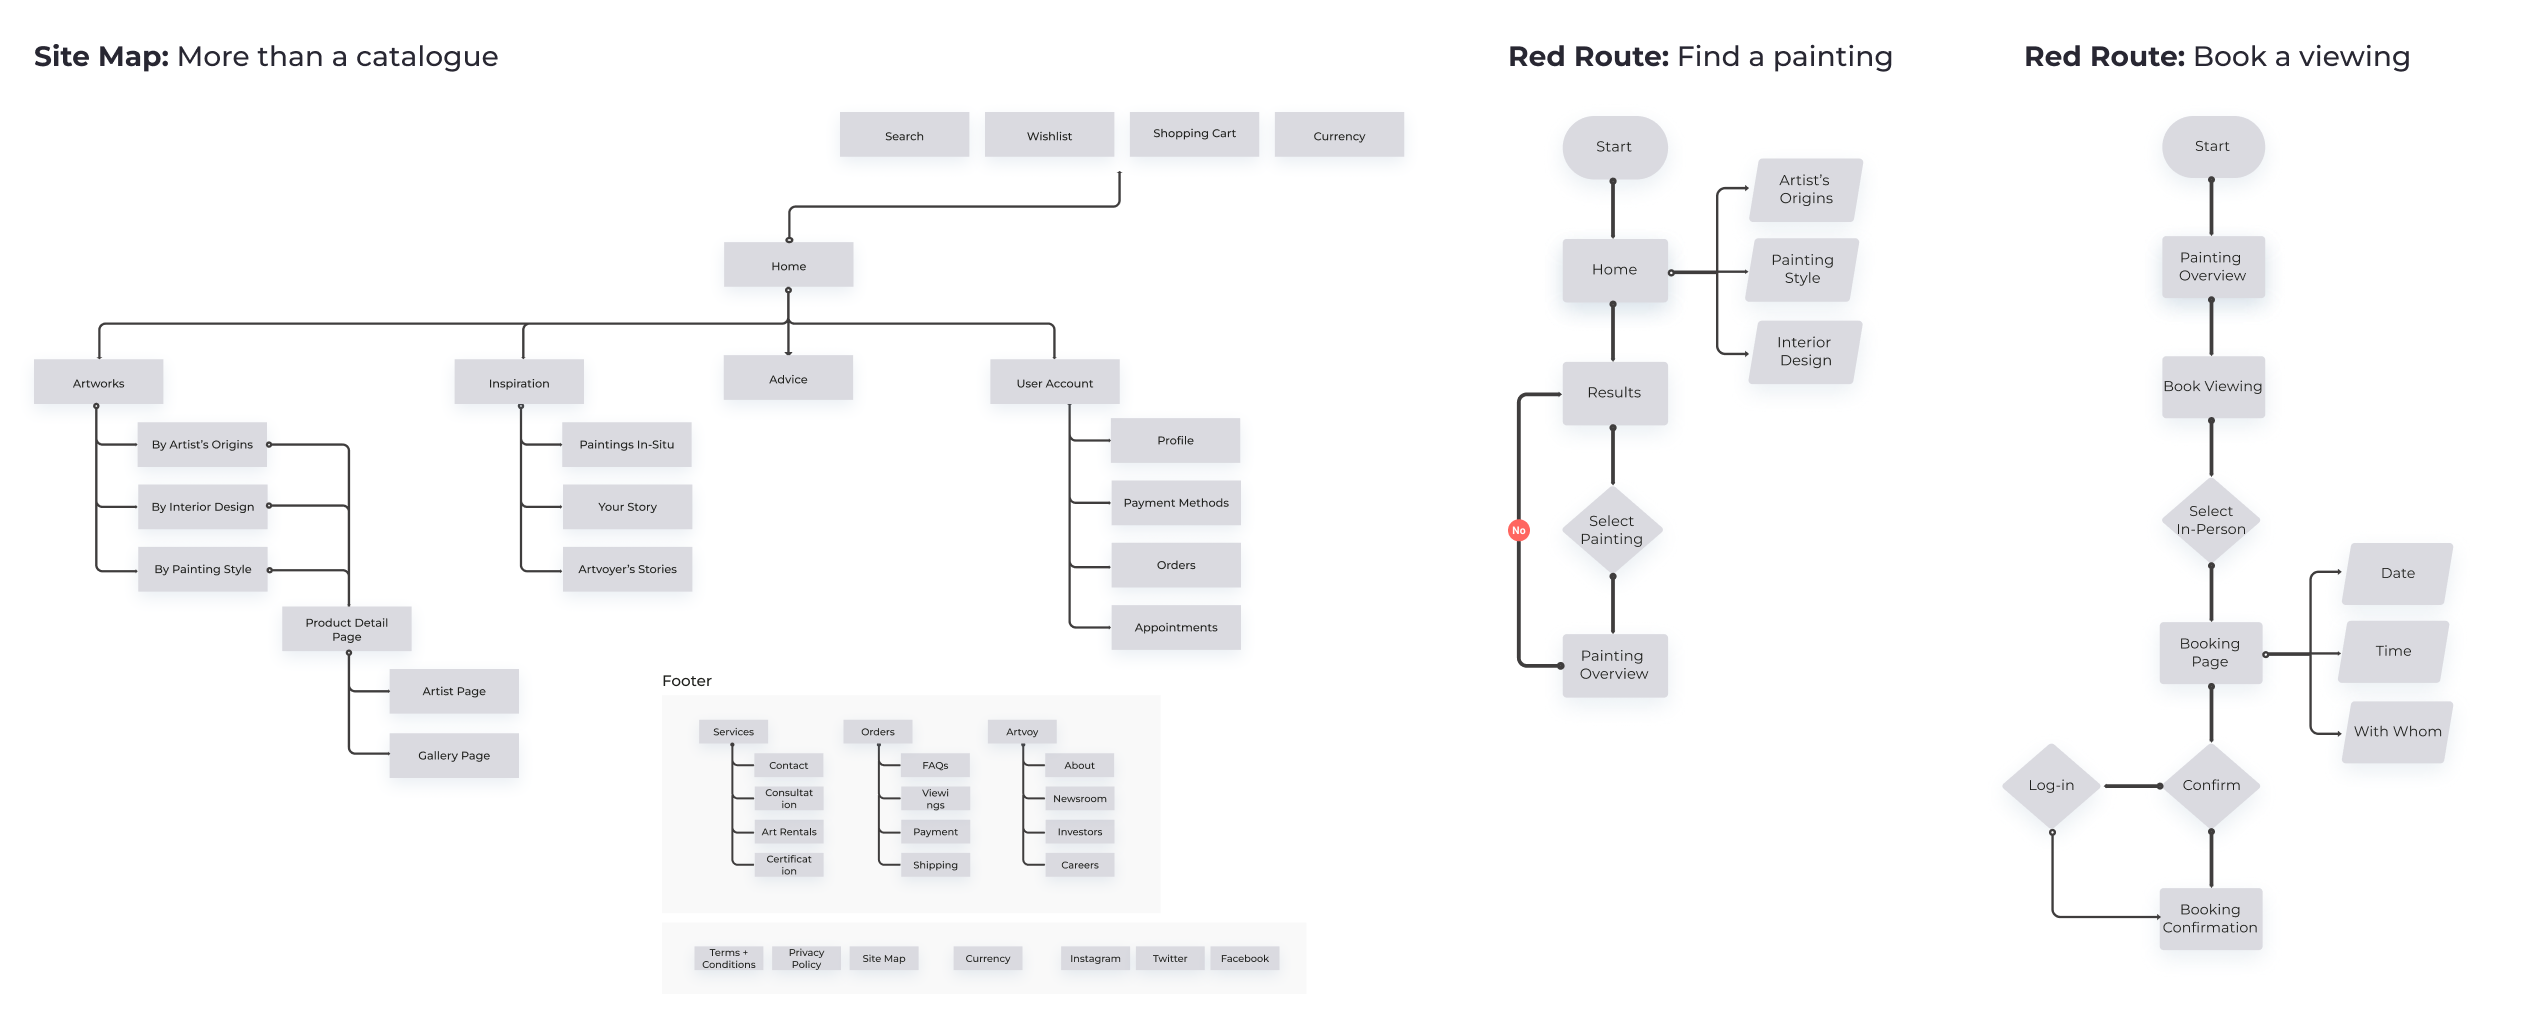 Site Map: More than a catalogue
Search
Wishlist
Shopping Cart
Currency
Home
Artworks
Inspiration
Advice
User Account
By Artist's Origins
By Interior Design
By Painting Style
Product Detail
Page
Artist Page
Gallery Page
Paintings In-Situ
Your Story
Artvoyer's Stories
Profile
Payment Methods
Orders
Appointments
Footer
Services
Contact
Consultat
ion
Art Rentals
Certificat
ion
Orders
FAQs
Viewi
ngs
Payment
Shipping
Artvoy
About
Newsroom
Investors
Careers
Terms +
Conditions
Privacy
Policy
Site Map
Currency
Instagram
Twitter
Facebook
Red Route: Find a painting
Start
Home
Artist's
Origins
Painting
Style
Interior
Design
Results
Select
Painting
No
Painting
Overview
Red Route: Book a viewing
Start
Painting
Overview
Book Viewing
Select
In-Person
Booking
Page
Date
Time
With Whom
Log-in
Confirm
Booking
Confirmation